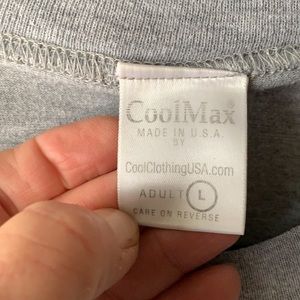 CoolMax
MADE IN U.S.A.
BY
CoolClothingUSA.com
ADULT L
CARE ON REVERSE